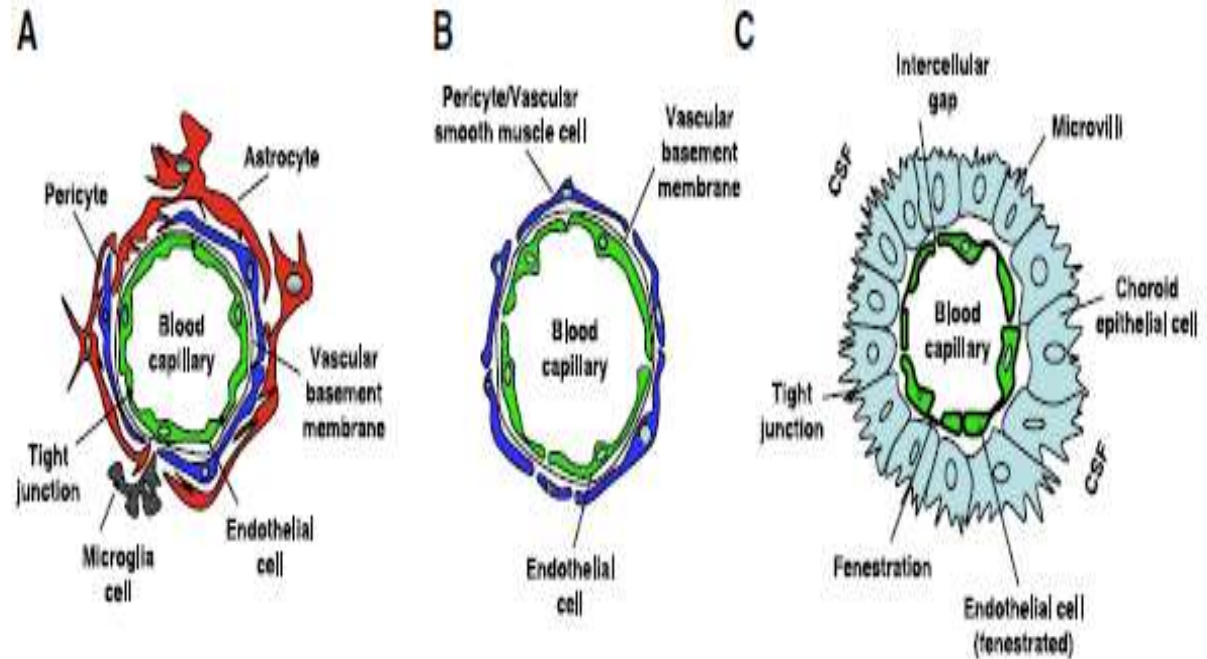 A
Pericyte
Astrocyte
Blood
capillary
Vascular
basement
membrane
Tight
junction
Microglia
cell
Endothelial
cell
B
Pericyte/Vascular
smooth muscle cell
Vascular
basement
membrane
Blood
capillary
Endothelial
cell
C
Intercellular
gap
Microvilli
CSF
Choroid
epithelial cell
Blood
capillary
Tight
junction
CSF
Fenestration
Endothelial cell
(fenestrated)